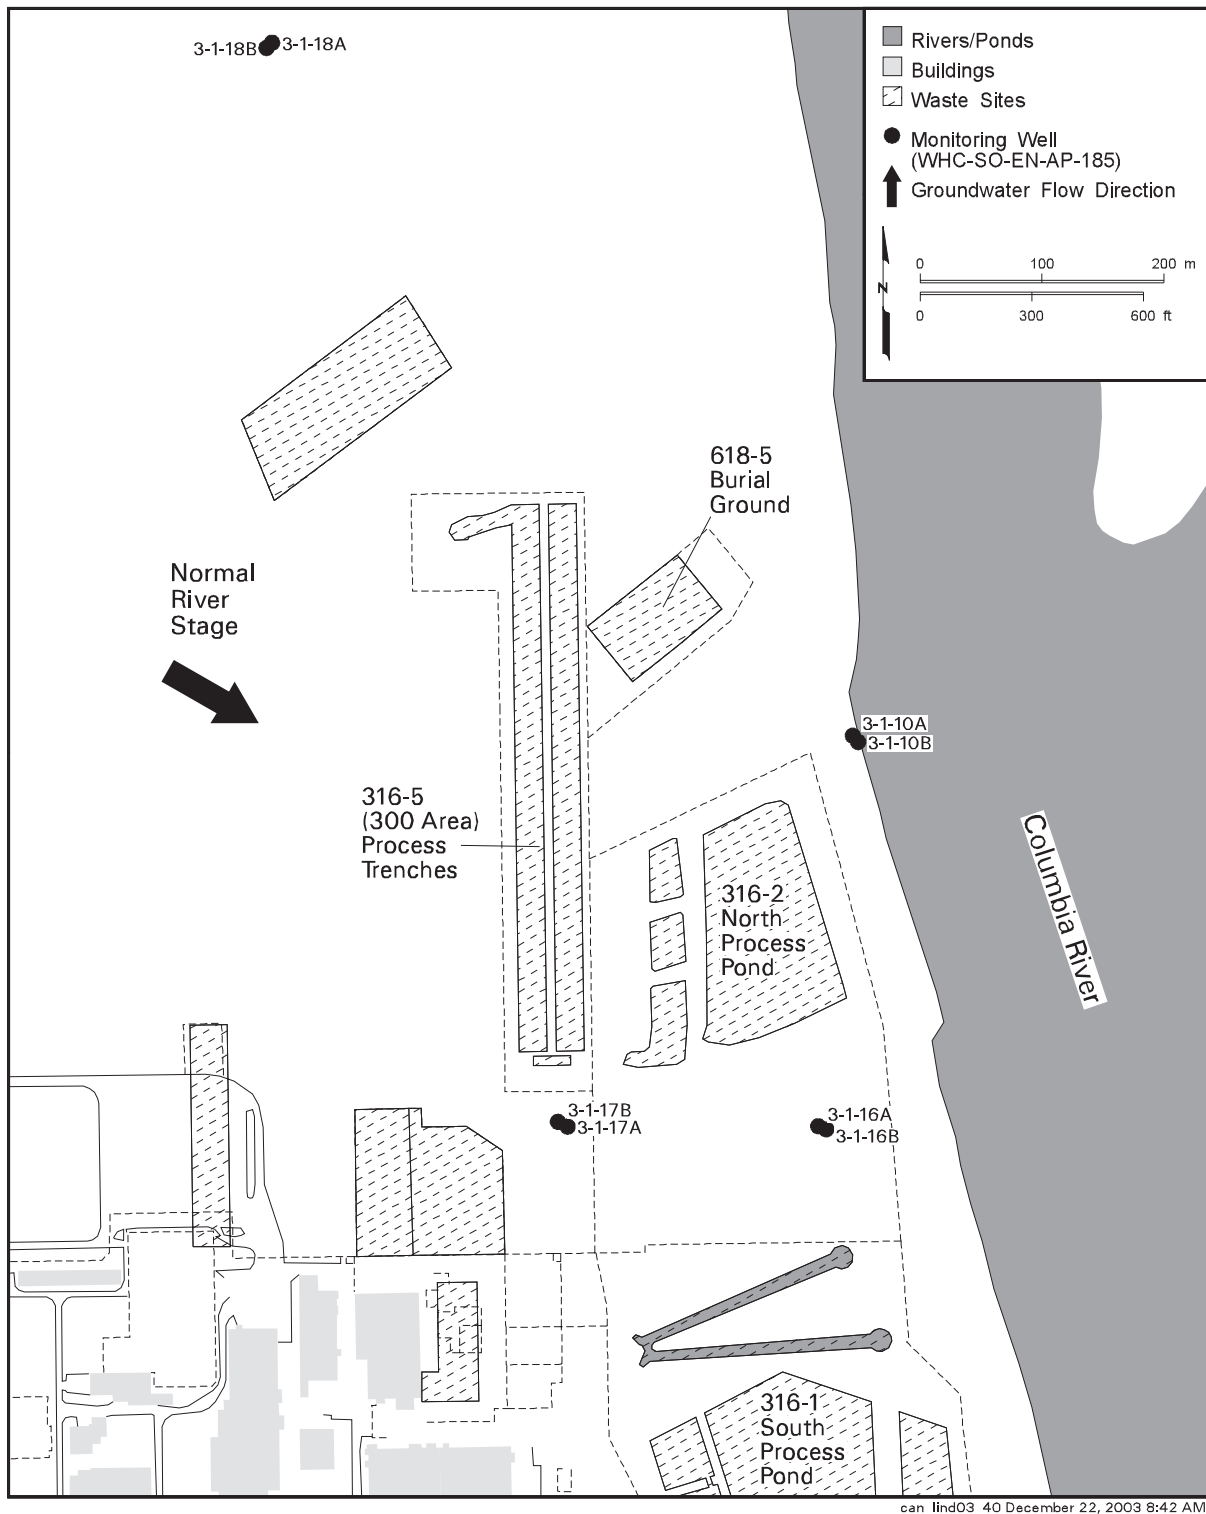 3-1-18B 3-1-18A
Rivers/Ponds
Buildings
Waste Sites
Monitoring Well
(WHC-SO-EN-AP-185)
Groundwater Flow Direction
N
0 100 200 m
0 300 600 ft
618-5
Burial
Ground
Normal
River
Stage
3-1-10A
3-1-10B
316-5
(300 Area)
Process
Trenches
Columbia River
316-2
North
Process
Pond
3-1-17B
3-1-17A
3-1-16A
3-1-16B
316-1
South
Process
Pond
can_lind03_40 December 22, 2003 8:42 AM